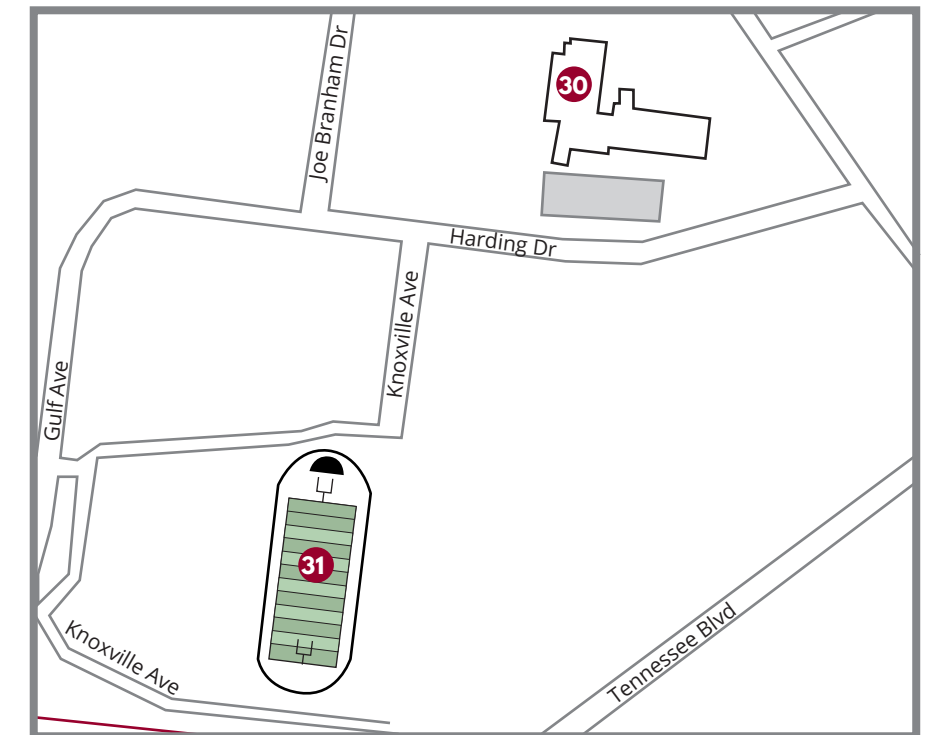 Joe Branham Dr
30
Harding Dr
Knoxville Ave
Gulf Ave
31
Knoxville Ave
Tennessee Blvd